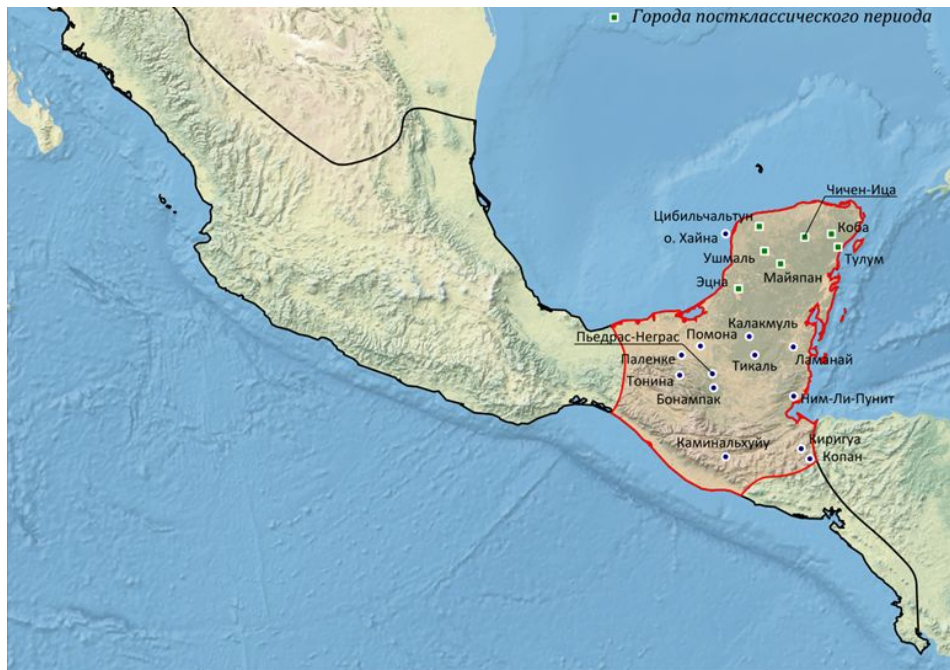 Города постклассического периода
Чичен-Ица
Цибильчальтун
Коба
о. Хайна
Тулум
Ушмаль
Майяпан
Эцна
Калакмуль
Пьедрас-Неграс
Помона
Паленке
Тикаль
Ламанай
Тонина
Бонампак
Ним-Ли-Пунит
Каминальхуйу
Киригуа
Копан